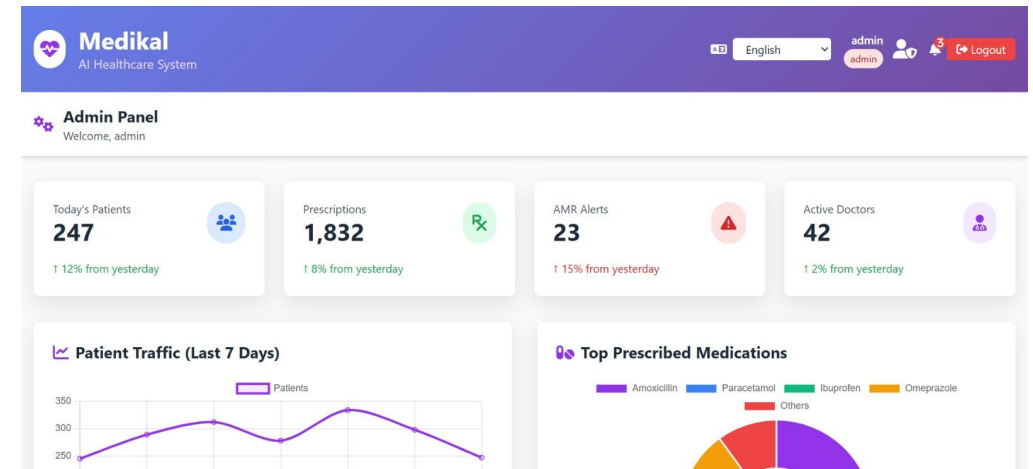 Medikal
AI Healthcare System
English
admin
admin
3
Logout
Admin Panel
Welcome, admin
Today's Patients
247
↑ 12% from yesterday
Prescriptions
1,832
↑ 8% from yesterday
AMR Alerts
23
↑ 15% from yesterday
Active Doctors
42
↑ 2% from yesterday
Patient Traffic (Last 7 Days)
Patients
350
300
250
Top Prescribed Medications
Amoxicillin Paracetamol Ibuprofen Omeprazole
Others